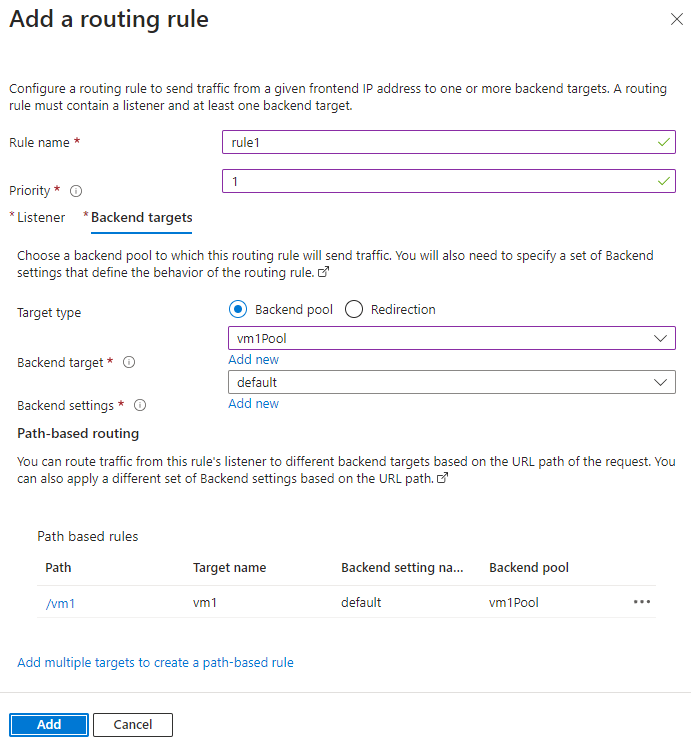 Add a routing rule
Configure a routing rule to send traffic from a given frontend IP address to one or more backend targets. A routing
rule must contain a listener and at least one backend target.
Rule name *
rule1
Priority *
1
* Listener
* Backend targets
Choose a backend pool to which this routing rule will send traffic. You will also need to specify a set of Backend
settings that define the behavior of the routing rule.
Target type
Backend pool
Redirection
vm1Pool
Backend target *
Add new
default
Backend settings *
Add new
Path-based routing
You can route traffic from this rule's listener to different backend targets based on the URL path of the request. You
can also apply a different set of Backend settings based on the URL path.
Path based rules
Path Target name Backend setting na... Backend pool
/vm1 vm1 default vm1Pool
Add multiple targets to create a path-based rule
Add Cancel